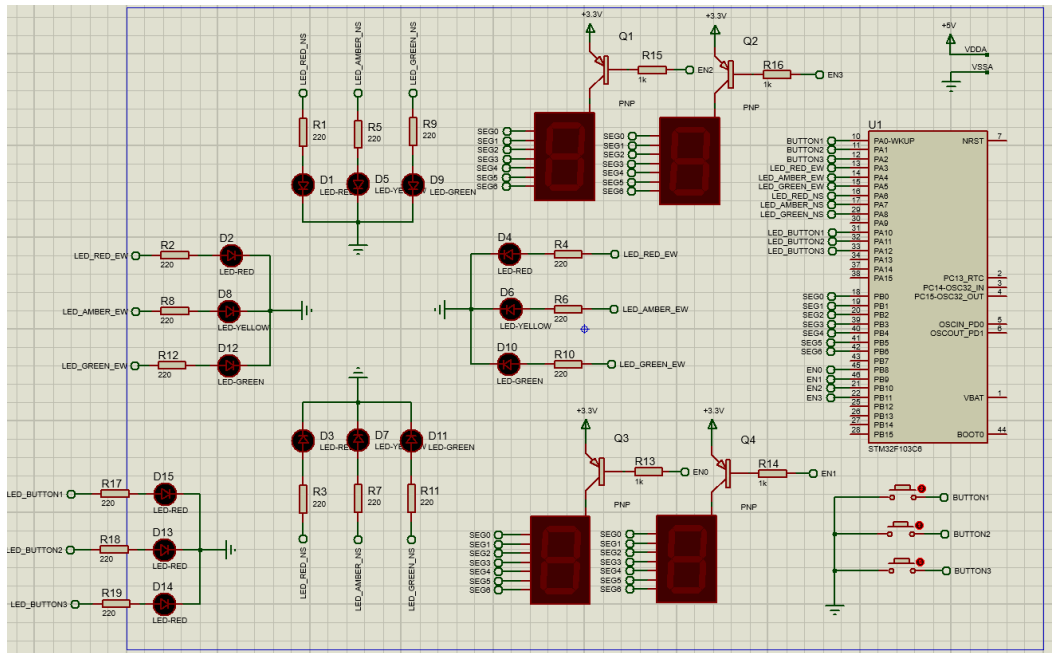 +3.3V
+3.3V
+5V
LED_RED_NS
LED_AMBER_NS
LED_GREEN_NS
Q1
Q2
R15
1k
EN2
R16
1k
EN3
PNP
PNP
VDDA
VSSA
R1
220
R5
220
R9
220
D1
LED-RE
D5
LED-YE
D9
LED-GREEN
SEG0
SEG1
SEG2
SEG3
SEG4
SEG5
SEG6
SEG0
SEG1
SEG2
SEG3
SEG4
SEG5
SEG6
U1
BUTTON1 10 PA0-WKUP
BUTTON2 11 PA1
BUTTON3 12 PA2
LED_RED_EW 13 PA3
LED_AMBER_EW 14 PA4
LED_GREEN_EW 15 PA5
LED_RED_NS 16 PA6
LED_AMBER_NS 17 PA7
LED_GREEN_NS 29 PA8
30 PA9
LED_BUTTON1 31 PA10
LED_BUTTON2 32 PA11
LED_BUTTON3 33 PA12
34 PA13
37 PA14
38 PA15
SEG0 18 PB0
SEG1 19 PB1
SEG2 20 PB2
SEG3 39 PB3
SEG4 40 PB4
SEG5 41 PB5
SEG6 42 PB6
43 PB7
EN0 45 PB8
EN1 46 PB9
EN2 21 PB10
EN3 22 PB11
25 PB12
26 PB13
27 PB14
28 PB15
NRST 7
PC13_RTC 2
PC14-OSC32_IN 3
PC15-OSC32_OUT 4
OSCIN_PD0 5
OSCOUT_PD1 6
VBAT 1
BOOT0 44
STM32F103C6
LED_RED_EW
R2
220
D2
LED-RED
LED_AMBER_EW
R8
220
D8
LED-YELLOW
LED_GREEN_EW
R12
220
D12
LED-GREEN
D4
LED-RED
R4
220
LED_RED_EW
D6
LED-YELLOW
R6
220
LED_AMBER_EW
D10
LED-GREEN
R10
220
LED_GREEN_EW
D3
LED-RE
D7
LED-YE
D11
LED-GREEN
R3
220
R7
220
R11
220
LED_RED_NS
LED_AMBER_NS
LED_GREEN_NS
+3.3V
+3.3V
Q3
Q4
R13
1k
EN0
R14
1k
EN1
PNP
PNP
SEG0
SEG1
SEG2
SEG3
SEG4
SEG5
SEG6
SEG0
SEG1
SEG2
SEG3
SEG4
SEG5
SEG6
LED_BUTTON1
R17
220
D15
LED-RED
LED_BUTTON2
R18
220
D13
LED-RED
LED_BUTTON3
R19
220
D14
LED-RED
BUTTON1
BUTTON2
BUTTON3